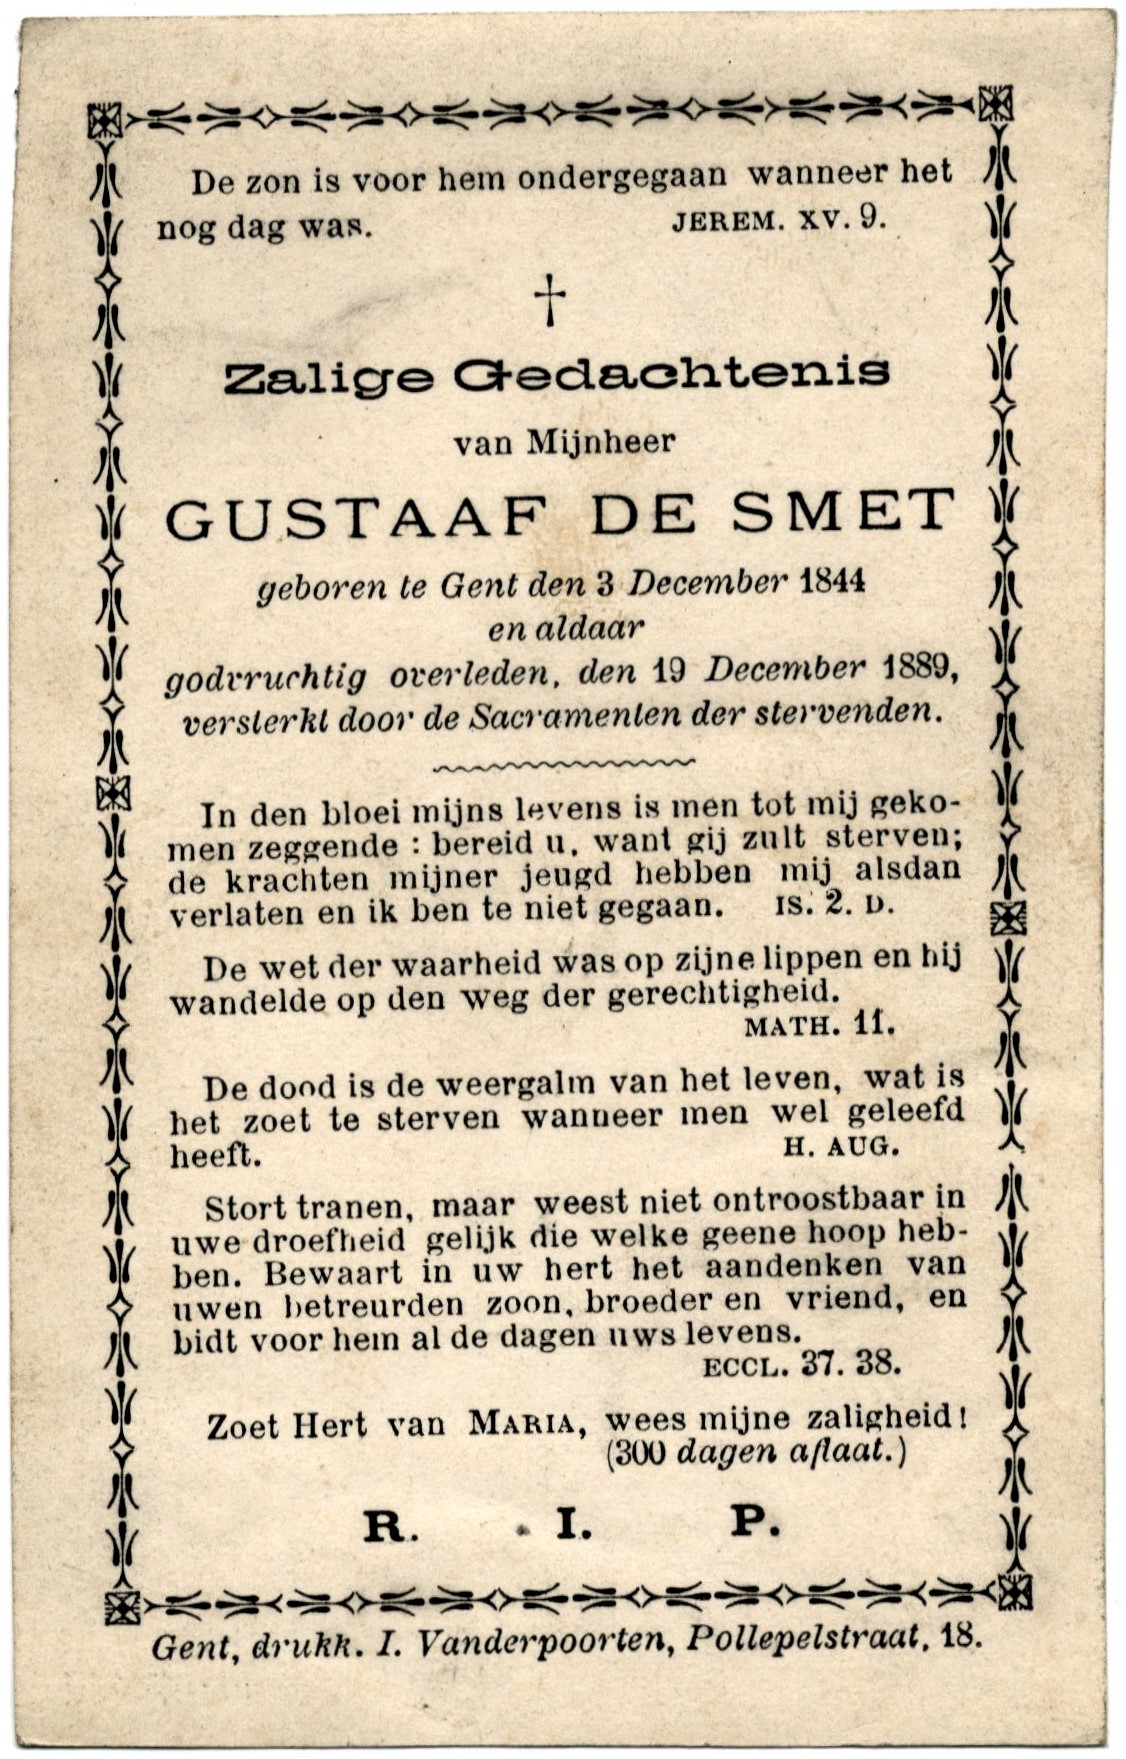 De zon is voor hem ondergegaan wanneer het
nog dag was. JEREM. XV. 9.
†
Zalige Gedachtenis
van Mijnheer
GUSTAAF DE SMET
geboren te Gent den 3 December 1844
en aldaar
godvruchtig overleden, den 19 December 1889,
versterkt door de Sacramenten der stervenden.
In den bloei mijns levens is men tot mij geko-
men zeggende : bereid u, want gij zult sterven;
de krachten mijner jeugd hebben mij alsdan
verlaten en ik ben te niet gegaan. IS. 2. D.
De wet der waarheid was op zijne lippen en hij
wandelde op den weg der gerechtigheid.
MATH. 11.
De dood is de weergalm van het leven, wat is
het zoet te sterven wanneer men wel geleefd
heeft. H. AUG.
Stort tranen, maar weest niet ontroostbaar in
uwe droefheid gelijk die welke geene hoop heb-
ben. Bewaart in uw hert het aandenken van
uwen betreurden zoon, broeder en vriend, en
bidt voor hem al de dagen uws levens.
ECCL. 37. 38.
Zoet Hert van MARIA, wees mijne zaligheid!
(300 dagen aflaat.)
R. I. P.
Gent, drukk. I. Vanderpoorten, Pollepelstraat, 18.